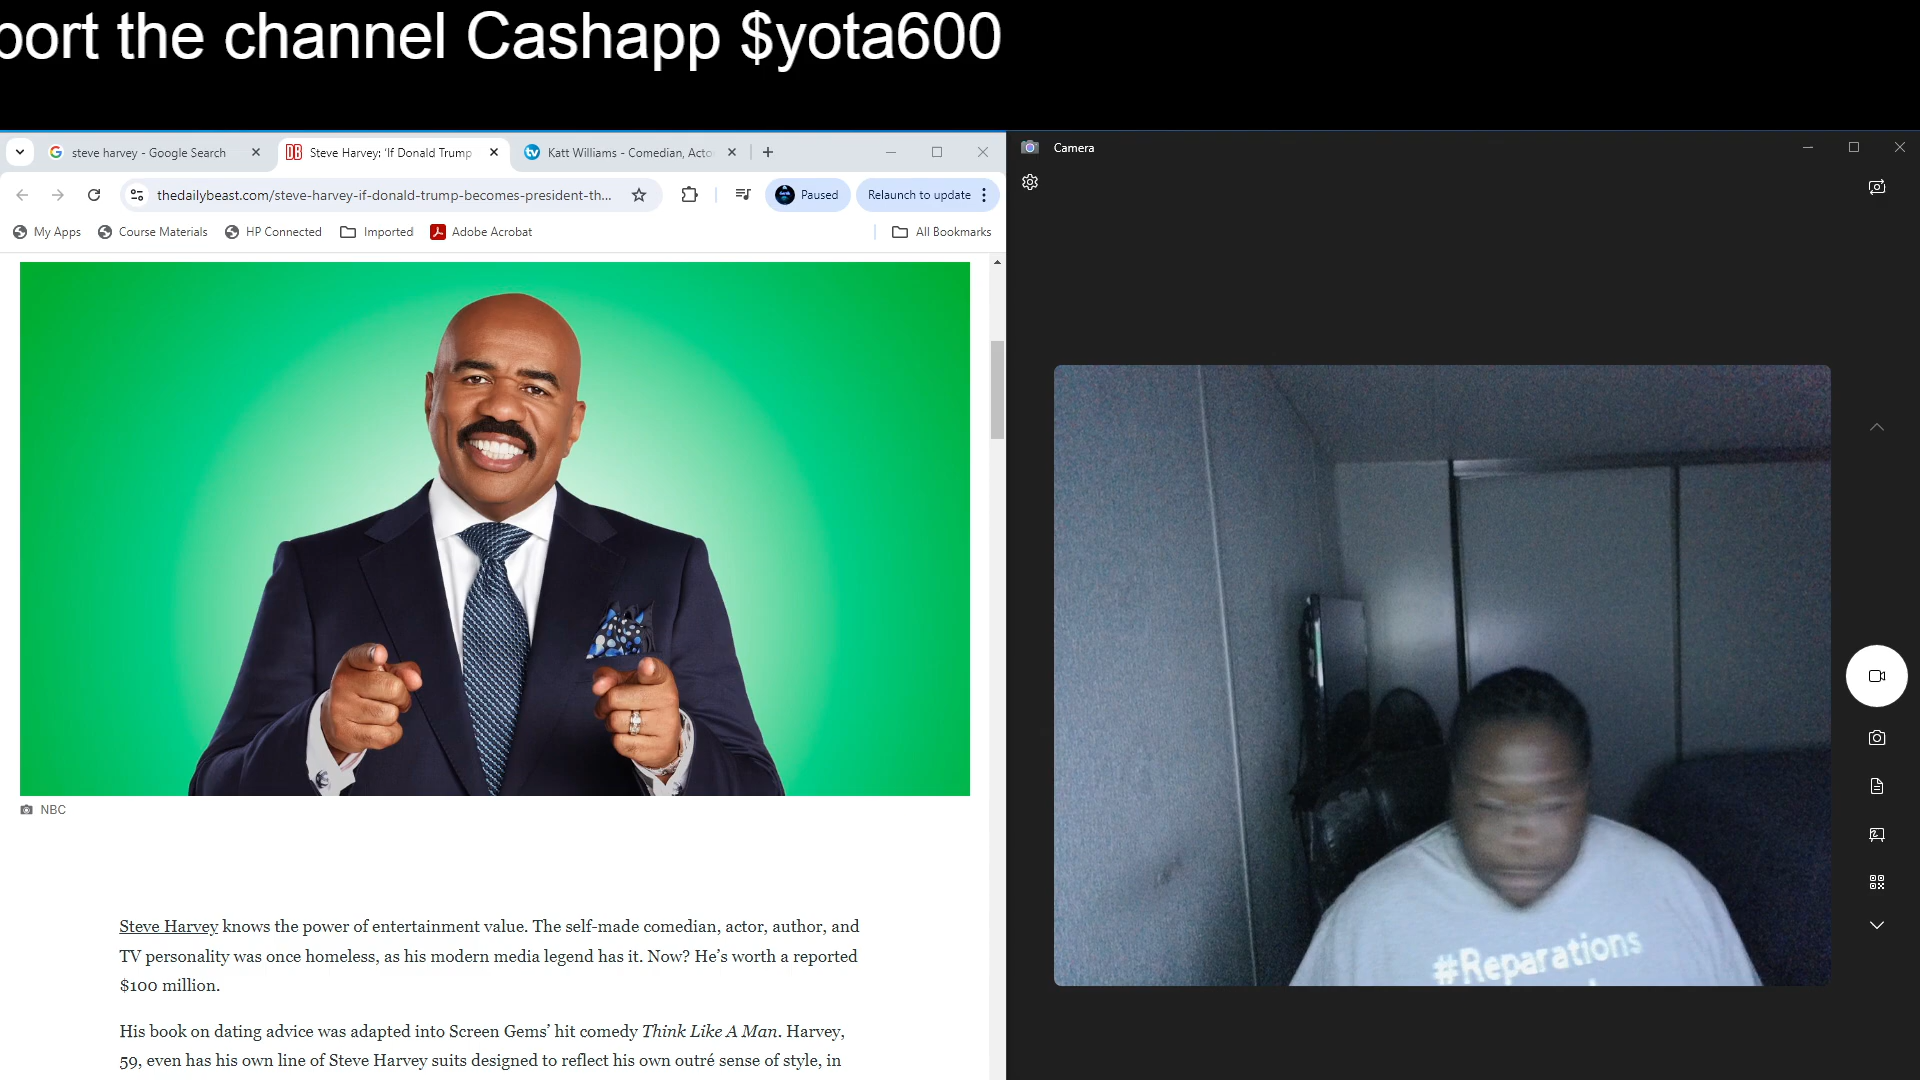 port the channel Cashapp $yota600
steve harvey - Google Search
Steve Harvey: 'If Donald Trump
Katt Williams - Comedian, Acto
Camera
thedailybeast.com/steve-harvey-if-donald-trump-becomes-president-th...
Paused
Relaunch to update
My Apps
Course Materials
HP Connected
Imported
Adobe Acrobat
All Bookmarks
NBC
Steve Harvey knows the power of entertainment value. The self-made comedian, actor, author, and
TV personality was once homeless, as his modern media legend has it. Now? He's worth a reported
$100 million.
His book on dating advice was adapted into Screen Gems' hit comedy Think Like A Man. Harvey,
59, even has his own line of Steve Harvey suits designed to reflect his own outré sense of style, in
#Reparations